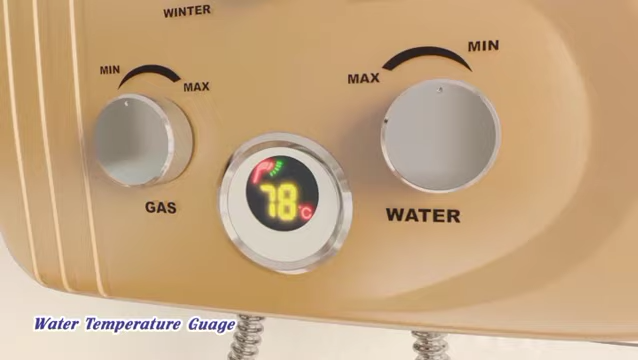 WINTER
MIN
MAX
GAS
78°C
MAX
MIN
WATER
Water Temperature Guage